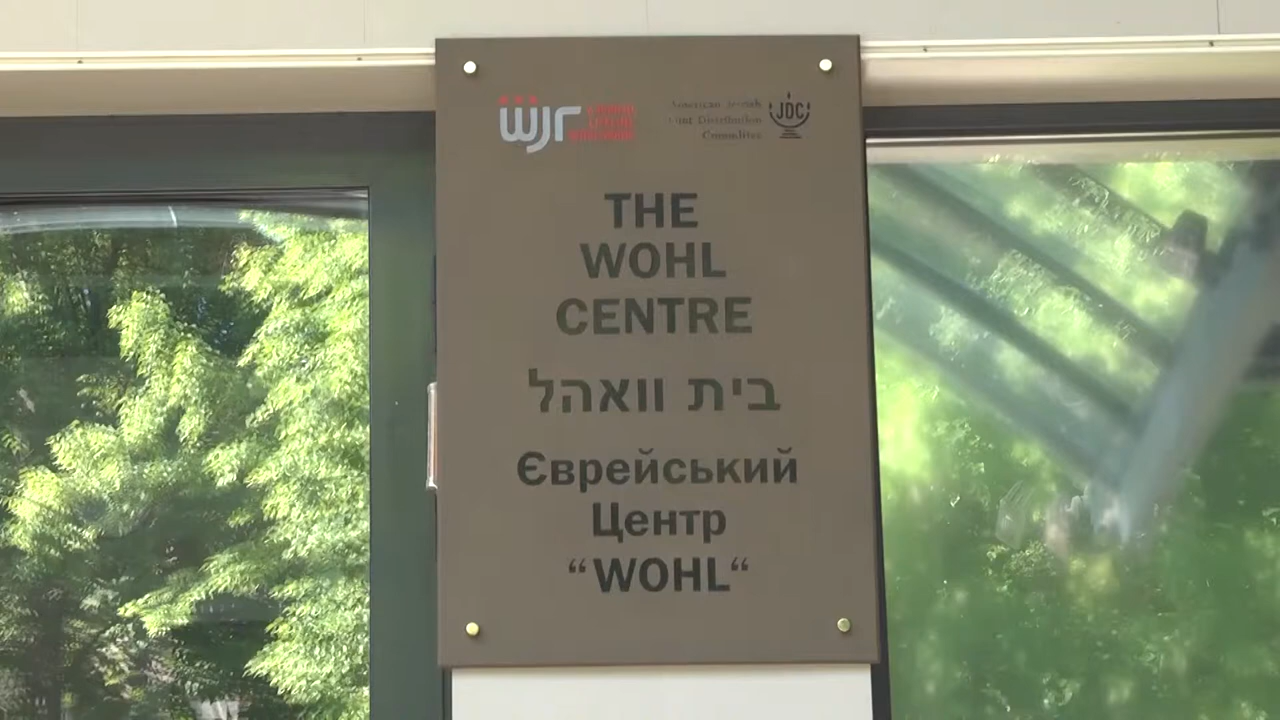 wjr
American Jewish
Joint Distribution
Committee
JDC
THE
WOHL
CENTRE
בית וואהל
Єврейський
Центр
“WOHL“